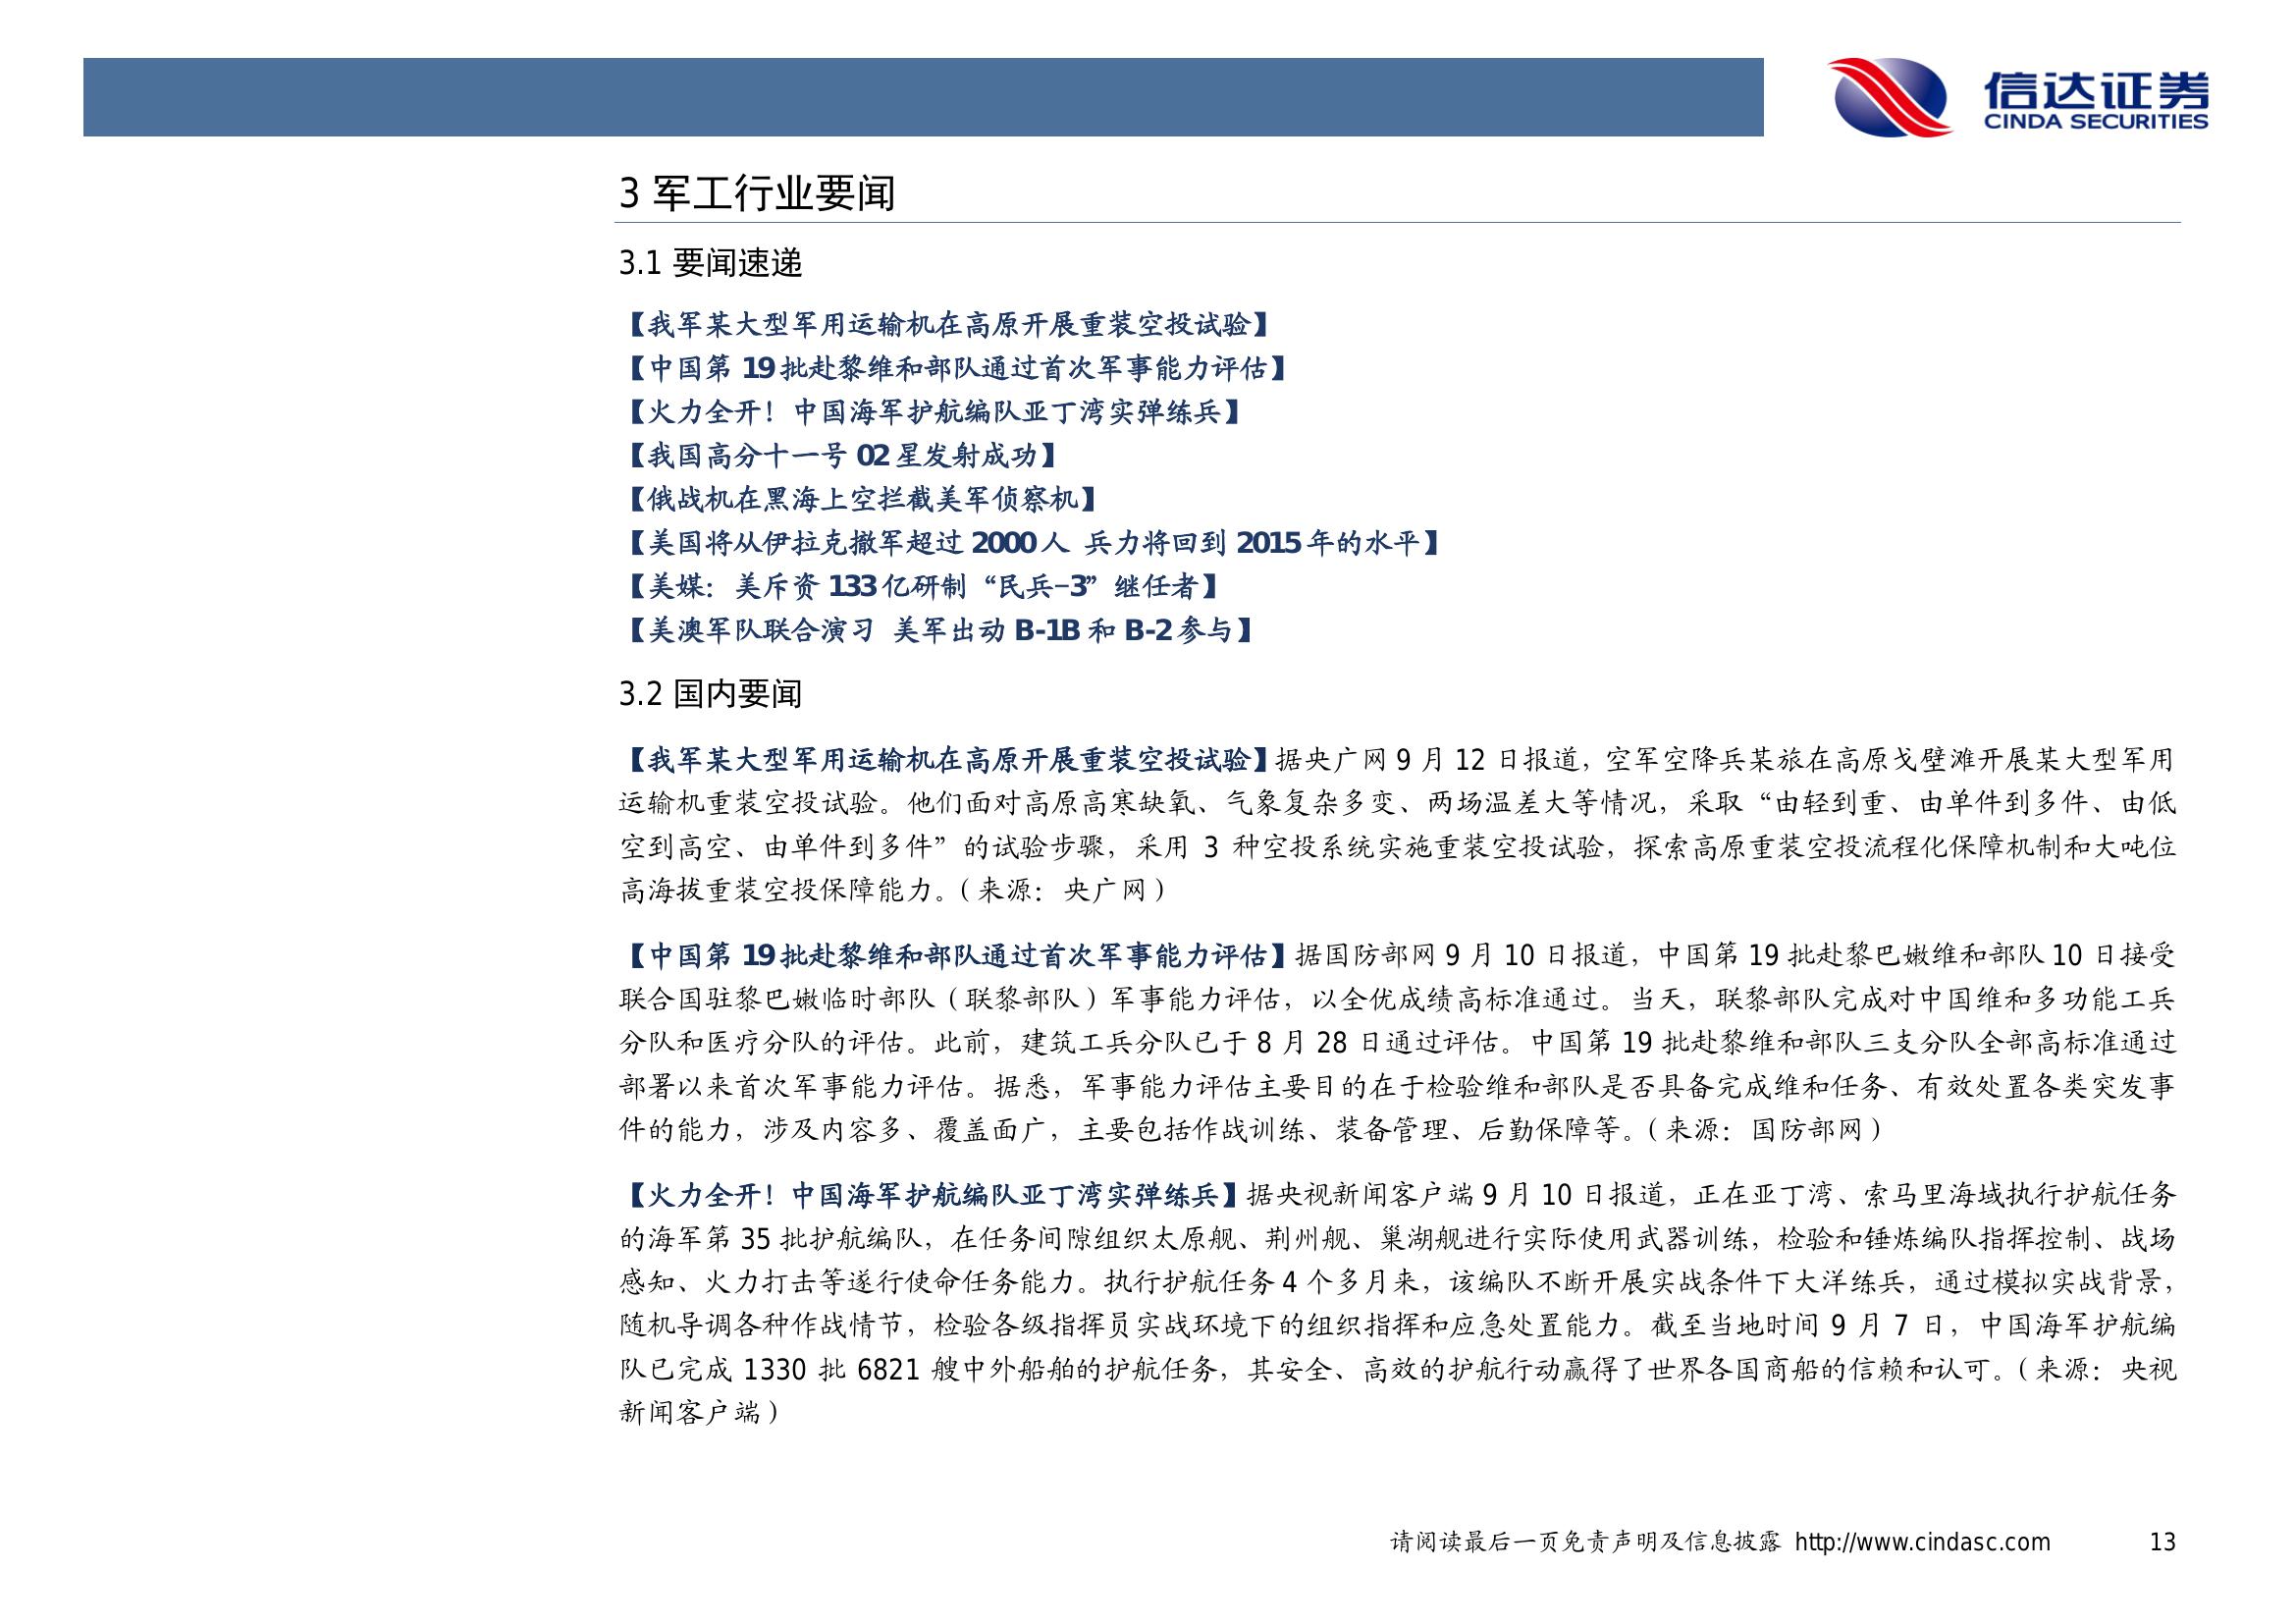 信达证券
CINDA SECURITIES
3 军工行业要闻
3.1 要闻速递
【我军某大型军用运输机在高原开展重装空投试验】
【中国第 19 批赴黎维和部队通过首次军事能力评估】
【火力全开！中国海军护航编队亚丁湾实弹练兵】
【我国高分十一号 02 星发射成功】
【俄战机在黑海上空拦截美军侦察机】
【美国将从伊拉克撤军超过 2000 人 兵力将回到 2015 年的水平】
【美媒：美斥资 133 亿研制“民兵-3”继任者】
【美澳军队联合演习 美军出动 B-1B 和 B-2 参与】
3.2 国内要闻
【我军某大型军用运输机在高原开展重装空投试验】据央广网 9 月 12 日报道，空军空降兵某旅在高原戈壁滩开展某大型军用
运输机重装空投试验。他们面对高原高寒缺氧、气象复杂多变、两场温差大等情况，采取“由轻到重、由单件到多件、由低
空到高空、由单件到多件”的试验步骤，采用 3 种空投系统实施重装空投试验，探索高原重装空投流程化保障机制和大吨位
高海拔重装空投保障能力。（来源：央广网）
【中国第 19 批赴黎维和部队通过首次军事能力评估】据国防部网 9 月 10 日报道，中国第 19 批赴黎巴嫩维和部队 10 日接受
联合国驻黎巴嫩临时部队（联黎部队）军事能力评估，以全优成绩高标准通过。当天，联黎部队完成对中国维和多功能工兵
分队和医疗分队的评估。此前，建筑工兵分队已于 8 月 28 日通过评估。中国第 19 批赴黎维和部队三支分队全部高标准通过
部署以来首次军事能力评估。据悉，军事能力评估主要目的在于检验维和部队是否具备完成维和任务、有效处置各类突发事
件的能力，涉及内容多、覆盖面广，主要包括作战训练、装备管理、后勤保障等。（来源：国防部网）
【火力全开！中国海军护航编队亚丁湾实弹练兵】据央视新闻客户端 9 月 10 日报道，正在亚丁湾、索马里海域执行护航任务
的海军第 35 批护航编队，在任务间隙组织太原舰、荆州舰、巢湖舰进行实际使用武器训练，检验和锤炼编队指挥控制、战场
感知、火力打击等遂行使命任务能力。执行护航任务 4 个多月来，该编队不断开展实战条件下大洋练兵，通过模拟实战背景，
随机导调各种作战情节，检验各级指挥员实战环境下的组织指挥和应急处置能力。截至当地时间 9 月 7 日，中国海军护航编
队已完成 1330 批 6821 艘中外船舶的护航任务，其安全、高效的护航行动赢得了世界各国商船的信赖和认可。（来源：央视
新闻客户端）
请阅读最后一页免责声明及信息披露 http://www.cindasc.com 13